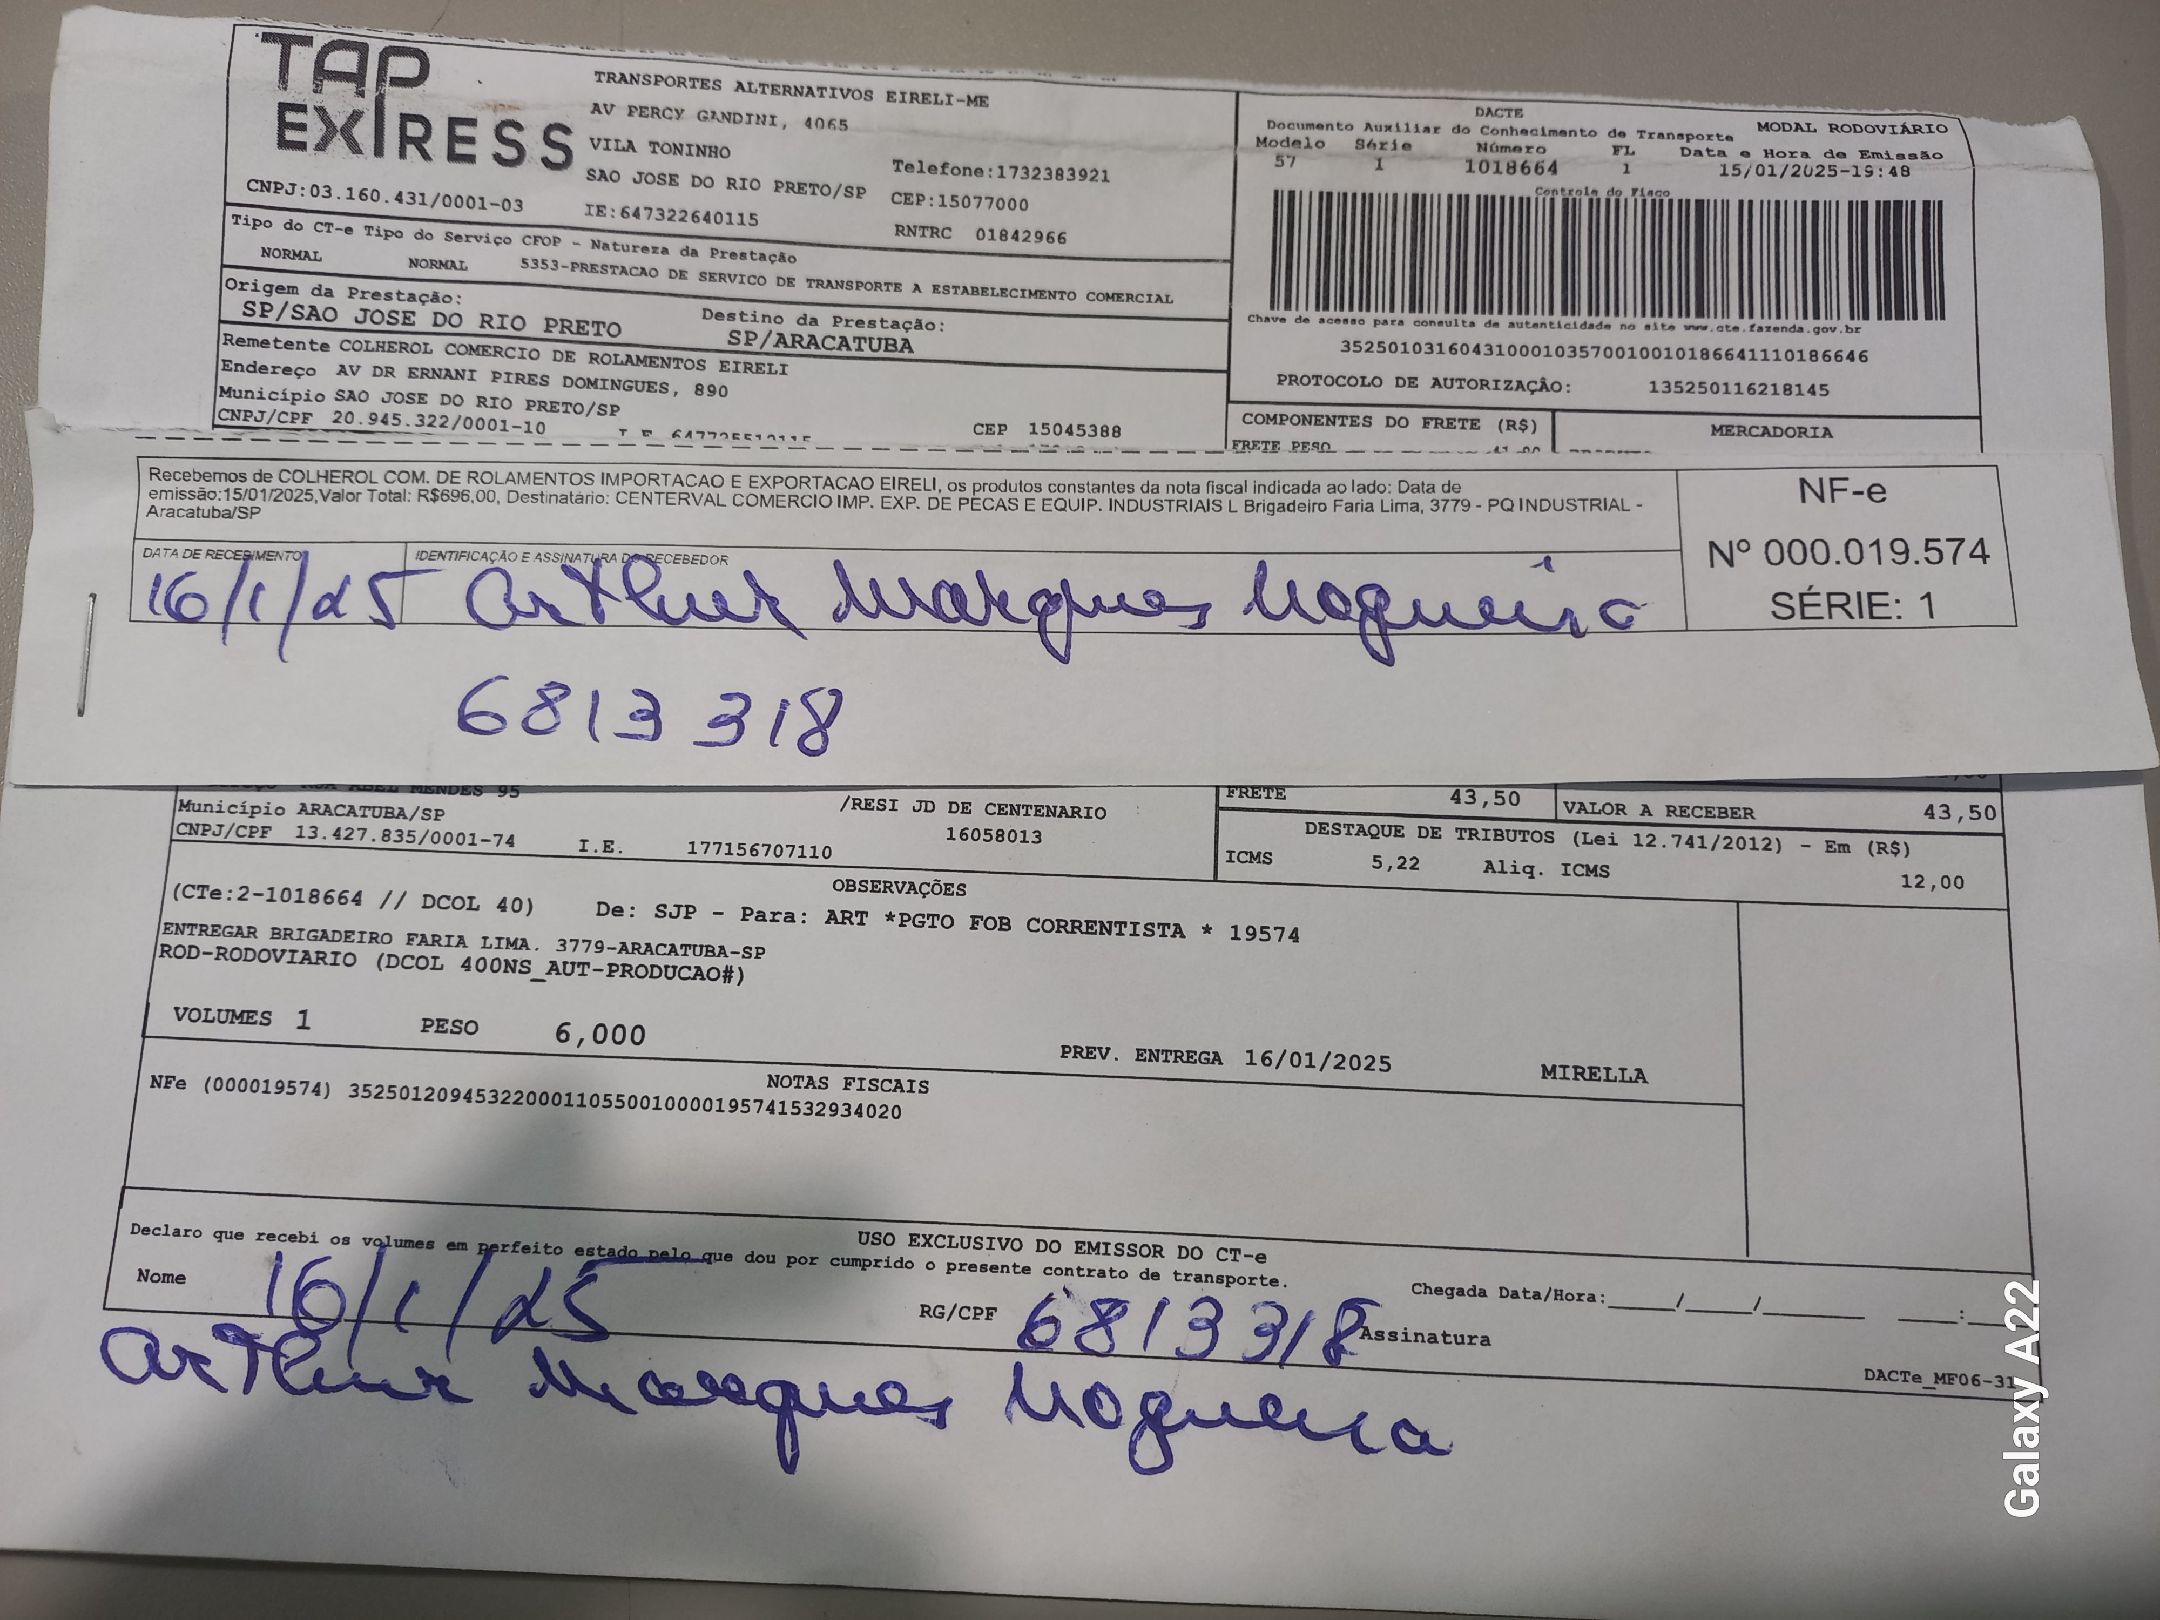 TAP
EXPRESS
TRANSPORTES ALTERNATIVOS EIRELI-ME
AV PERCY GANDINI, 4065
VILA TONINHO
SAO JOSE DO RIO PRETO/SP
Telefone:1732383921
CEP:15077000
CNPJ:03.160.431/0001-03
IE:647322640115
RNTRC 01842966
DACTE
Documento Auxiliar do Conhecimento de Transporte
MODAL RODOVIÁRIO
Modelo Série Número FL Data e Hora de Emissão
57 1 1018664 1 15/01/2025-19:48
Controle do Fisco
Chave de acesso para consulta de autenticidade no site www.cte.fazenda.gov.br
35250103160431000103570010010186641110186646
PROTOCOLO DE AUTORIZAÇÃO: 135250116218145
Tipo do CT-e Tipo do Serviço CFOP - Natureza da Prestação
NORMAL NORMAL 5353-PRESTACAO DE SERVICO DE TRANSPORTE A ESTABELECIMENTO COMERCIAL
Origem da Prestação:
SP/SAO JOSE DO RIO PRETO
Destino da Prestação:
SP/ARACATUBA
Remetente COLHEROL COMERCIO DE ROLAMENTOS EIRELI
Endereço AV DR ERNANI PIRES DOMINGUES, 890
Município SAO JOSE DO RIO PRETO/SP
CNPJ/CPF 20.945.322/0001-10
CEP 15045388
COMPONENTES DO FRETE (R$)
MERCADORIA
FRETE PESO
Recebemos de COLHEROL COM. DE ROLAMENTOS IMPORTACAO E EXPORTACAO EIRELI, os produtos constantes da nota fiscal indicada ao lado: Data de
emissão:15/01/2025,Valor Total: R$696,00, Destinatário: CENTERVAL COMERCIO IMP. EXP. DE PECAS E EQUIP. INDUSTRIAIS L Brigadeiro Faria Lima, 3779 - PQ INDUSTRIAL -
Aracatuba/SP
NF-e
Nº 000.019.574
SÉRIE: 1
DATA DE RECEBIMENTO
IDENTIFICAÇÃO E ASSINATURA DO RECEBEDOR
16/1/25 Arthur Marques Nogueira
6813 318
RUA ABEL MENDES 95
/RESI JD DE CENTENARIO
Município ARACATUBA/SP
16058013
CNPJ/CPF 13.427.835/0001-74 I.E. 177156707110
FRETE 43,50
VALOR A RECEBER 43,50
DESTAQUE DE TRIBUTOS (Lei 12.741/2012) - Em (R$)
ICMS 5,22 Aliq. ICMS 12,00
OBSERVAÇÕES
(CTe:2-1018664 // DCOL 40) De: SJP - Para: ART *PGTO FOB CORRENTISTA * 19574
ENTREGAR BRIGADEIRO FARIA LIMA. 3779-ARACATUBA-SP
ROD-RODOVIARIO (DCOL 400NS_AUT-PRODUCAO#)
VOLUMES 1 PESO 6,000
PREV. ENTREGA 16/01/2025 MIRELLA
NOTAS FISCAIS
NFe (000019574) 35250120945322000110550010000195741532934020
USO EXCLUSIVO DO EMISSOR DO CT-e
Declaro que recebi os volumes em perfeito estado pelo que dou por cumprido o presente contrato de transporte.
Nome 16/1/25
RG/CPF 6813318
Chegada Data/Hora:____/____/______ ___:___
Assinatura
Arthur Marques Nogueira
DACTe_MF06-31
Galaxy A22